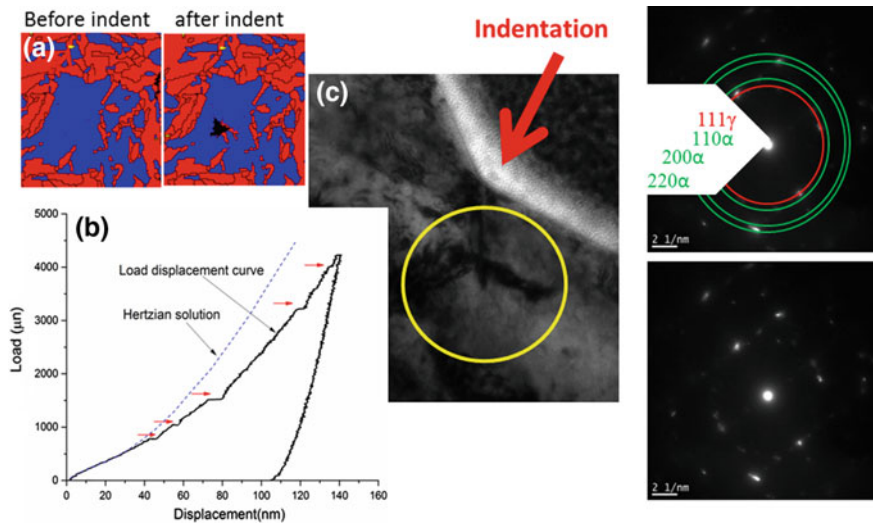 Before indent
after indent
(a)
Indentation
(c)
(b)
5000
4000
3000
2000
1000
0
Load (μn)
Load displacement curve
Hertzian solution
0 20 40 60 80 100 120 140 160
Displacement(nm)
111γ
110α
200α
220α
2 1/nm
2 1/nm